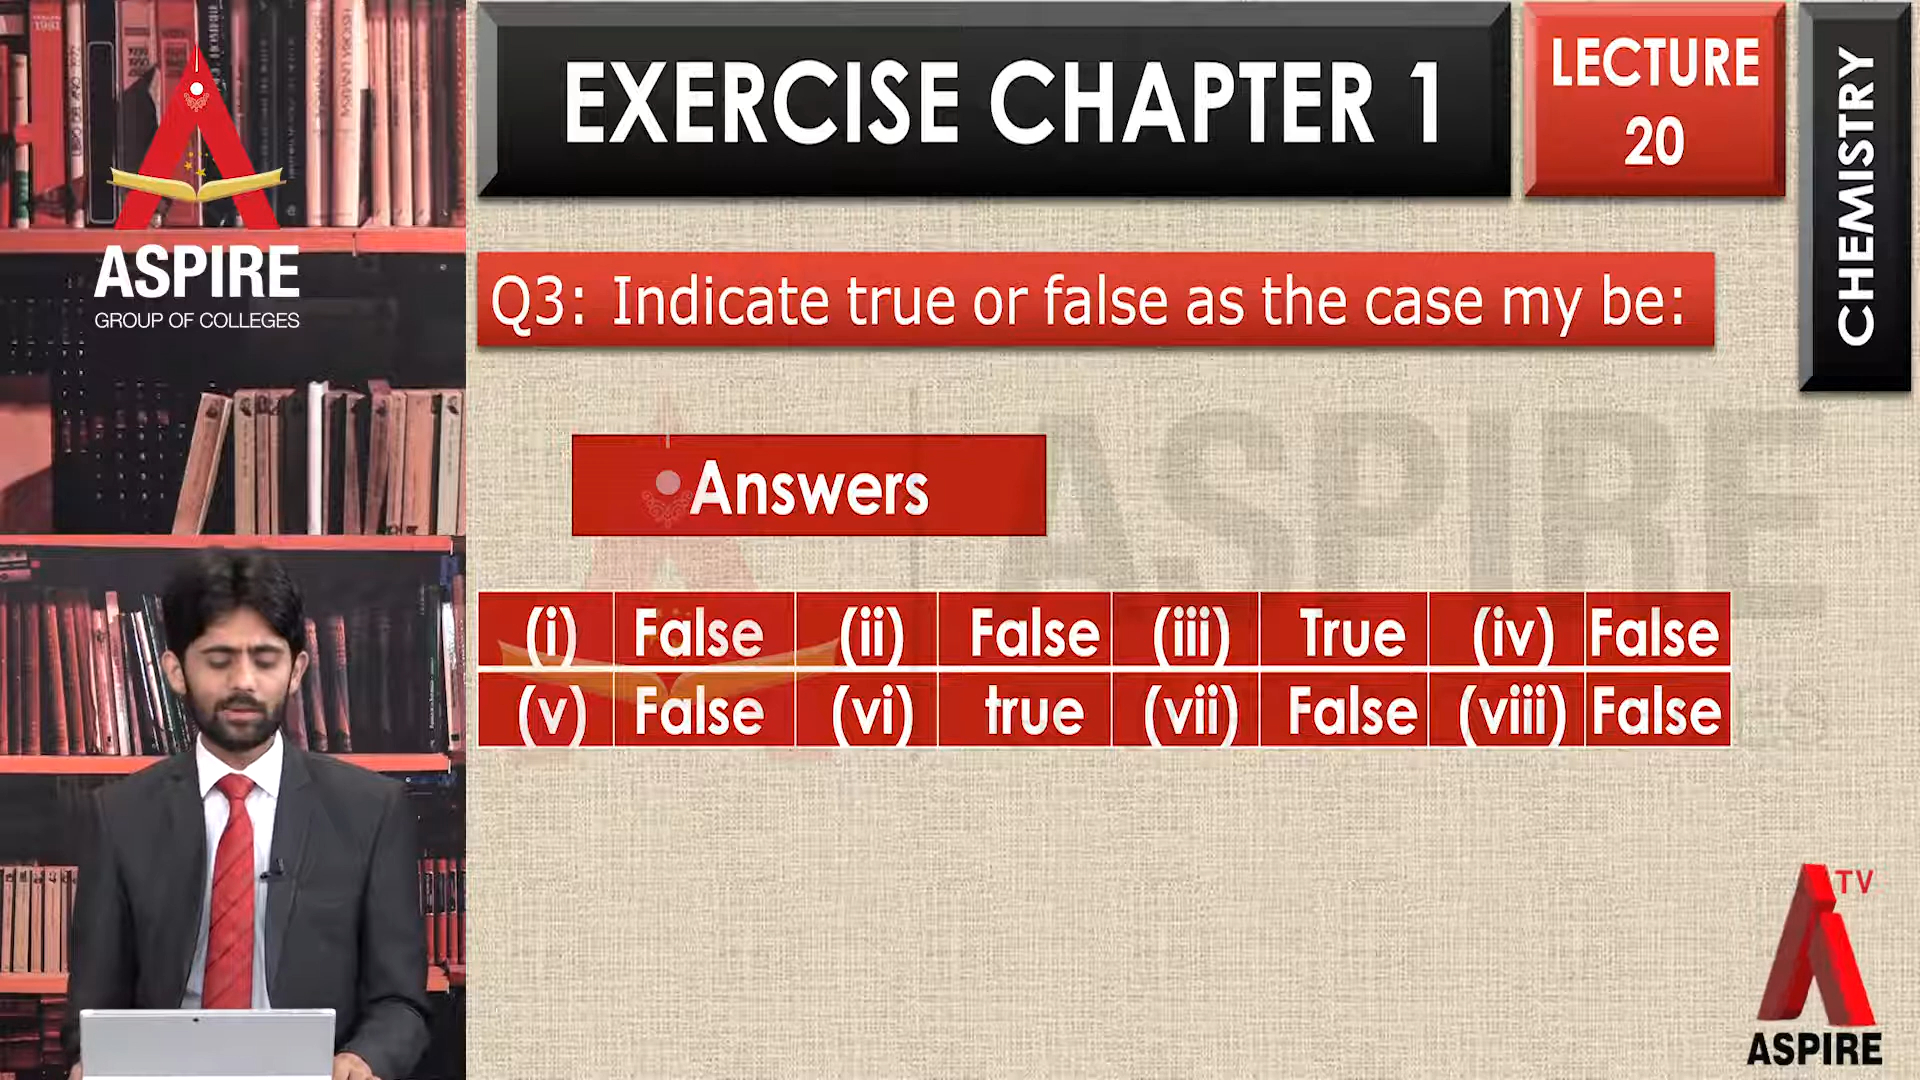 ASPIRE
GROUP OF COLLEGES
EXERCISE CHAPTER 1
LECTURE
20
CHEMISTRY
Q3: Indicate true or false as the case my be:
Answers
(i) False (ii) False (iii) True (iv) False
(v) False (vi) true (vii) False (viii) False
ASPIRE
TV
ASPIRE